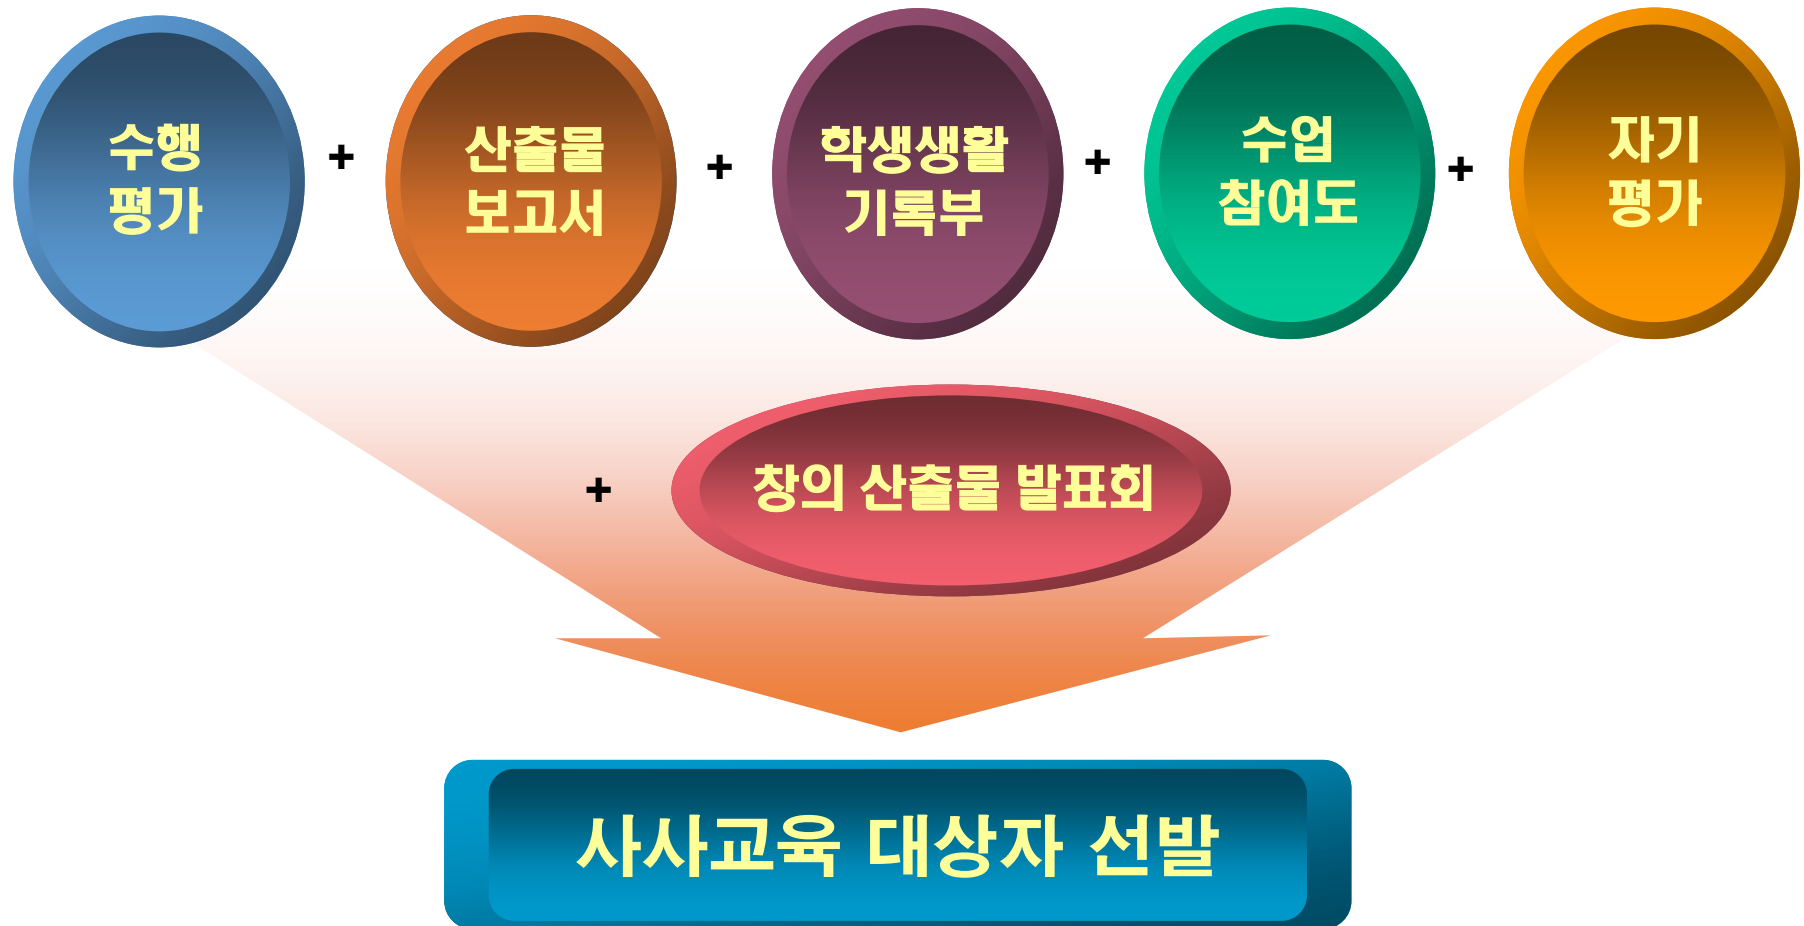 수행
평가
+
산출물
보고서
+
학생생활
기록부
+
수업
참여도
+
자기
평가
+
창의 산출물 발표회
사사교육 대상자 선발